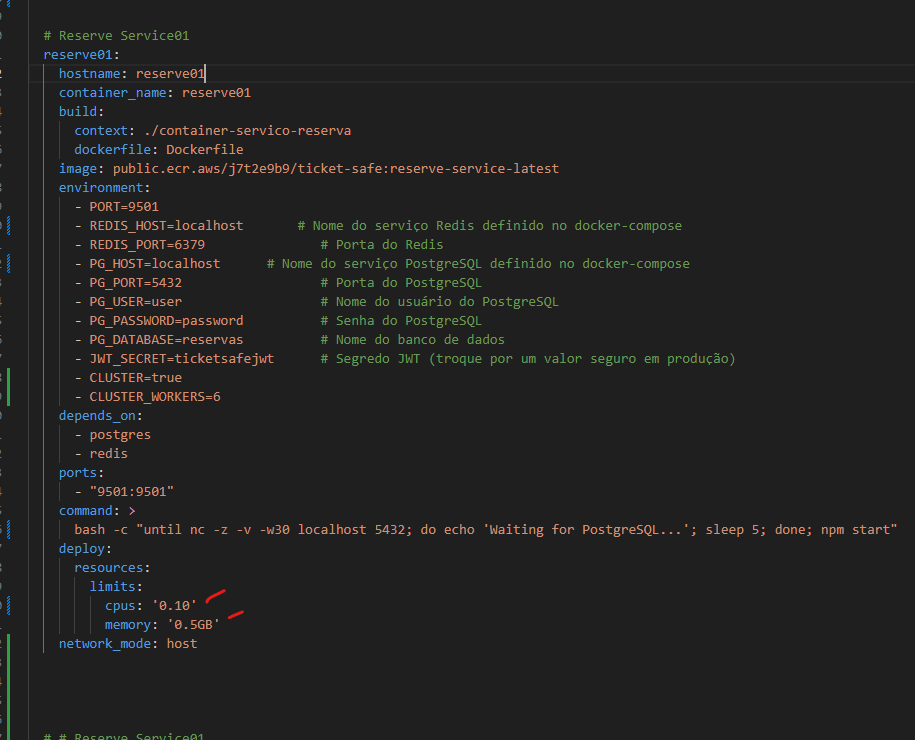 # Reserve Service01
reserve01:
hostname: reserve01
container_name: reserve01
build:
context: ./container-servico-reserva
dockerfile: Dockerfile
image: public.ecr.aws/j7t2e9b9/ticket-safe:reserve-service-latest
environment:
- PORT=9501
- REDIS_HOST=localhost # Nome do serviço Redis definido no docker-compose
- REDIS_PORT=6379 # Porta do Redis
- PG_HOST=localhost # Nome do serviço PostgreSQL definido no docker-compose
- PG_PORT=5432 # Porta do PostgreSQL
- PG_USER=user # Nome do usuário do PostgreSQL
- PG_PASSWORD=password # Senha do PostgreSQL
- PG_DATABASE=reservas # Nome do banco de dados
- JWT_SECRET=ticketsafejwt # Segredo JWT (troque por um valor seguro em produção)
- CLUSTER=true
- CLUSTER_WORKERS=6
depends_on:
- postgres
- redis
ports:
- "9501:9501"
command: >
bash -c "until nc -z -v -w30 localhost 5432; do echo 'Waiting for PostgreSQL...'; sleep 5; done; npm start"
deploy:
resources:
limits:
cpus: '0.10'
memory: '0.5GB'
network_mode: host
# # Reserve Service01